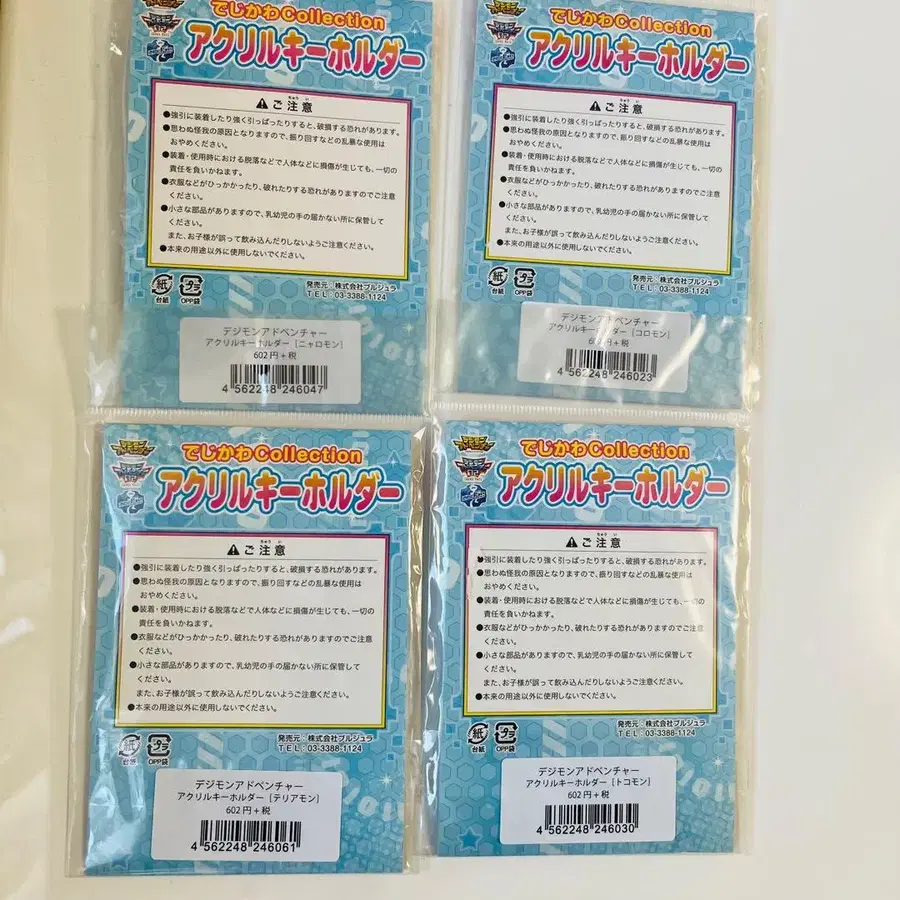 でじかわCollection
アクリルキーホルダー
⚠ご注意
ちゅうい
●強引に装着したり強く引っぱったりすると、破損する恐れがあります。
●思わぬ怪我の原因となりますので、振り回すなどの乱暴な使用は
おやめください。
●装着・使用時における脱落などで人体などに損傷が生じても、一切の
責任を負いかねます。
●衣服などがひっかかったり、破れたりする恐れがありますのでご注意
ください。
●小さな部品がありますので、乳幼児の手の届かない所に保管して
ください。
また、お子様が誤って飲み込んだりしないようご注意ください。
●本来の用途以外に使用しないでください。
紙
台紙
プラ
OPP袋
発売元：株式会社ブルジュラ
TEL：03-3388-1124
デジモンアドベンチャー
アクリルキーホルダー［ニャロモン］
602円＋税
4 562248 246047
でじかわCollection
アクリルキーホルダー
⚠ご注意
ちゅうい
●強引に装着したり強く引っぱったりすると、破損する恐れがあります。
●思わぬ怪我の原因となりますので、振り回すなどの乱暴な使用は
おやめください。
●装着・使用時における脱落などで人体などに損傷が生じても、一切の
責任を負いかねます。
●衣服などがひっかかったり、破れたりする恐れがありますのでご注意
ください。
●小さな部品がありますので、乳幼児の手の届かない所に保管して
ください。
また、お子様が誤って飲み込んだりしないようご注意ください。
●本来の用途以外に使用しないでください。
紙
台紙
プラ
OPP袋
発売元：株式会社ブルジュラ
TEL：03-3388-1124
デジモンアドベンチャー
アクリルキーホルダー［コロモン］
602円＋税
4 562248 246023
でじかわCollection
アクリルキーホルダー
⚠ご注意
ちゅうい
●強引に装着したり強く引っぱったりすると、破損する恐れがあります。
●思わぬ怪我の原因となりますので、振り回すなどの乱暴な使用は
おやめください。
●装着・使用時における脱落などで人体などに損傷が生じても、一切の
責任を負いかねます。
●衣服などがひっかかったり、破れたりする恐れがありますのでご注意
ください。
●小さな部品がありますので、乳幼児の手の届かない所に保管して
ください。
また、お子様が誤って飲み込んだりしないようご注意ください。
●本来の用途以外に使用しないでください。
紙
台紙
プラ
OPP袋
発売元：株式会社ブルジュラ
TEL：03-3388-1124
デジモンアドベンチャー
アクリルキーホルダー［テリアモン］
602円＋税
4 562248 246061
でじかわCollection
アクリルキーホルダー
⚠ご注意
ちゅうい
●強引に装着したり強く引っぱったりすると、破損する恐れがあります。
●思わぬ怪我の原因となりますので、振り回すなどの乱暴な使用は
おやめください。
●装着・使用時における脱落などで人体などに損傷が生じても、一切の
責任を負いかねます。
●衣服などがひっかかったり、破れたりする恐れがありますのでご注意
ください。
●小さな部品がありますので、乳幼児の手の届かない所に保管して
ください。
また、お子様が誤って飲み込んだりしないようご注意ください。
●本来の用途以外に使用しないでください。
紙
台紙
プラ
OPP袋
発売元：株式会社ブルジュラ
TEL：03-3388-1124
デジモンアドベンチャー
アクリルキーホルダー［トコモン］
602円＋税
4 562248 246030